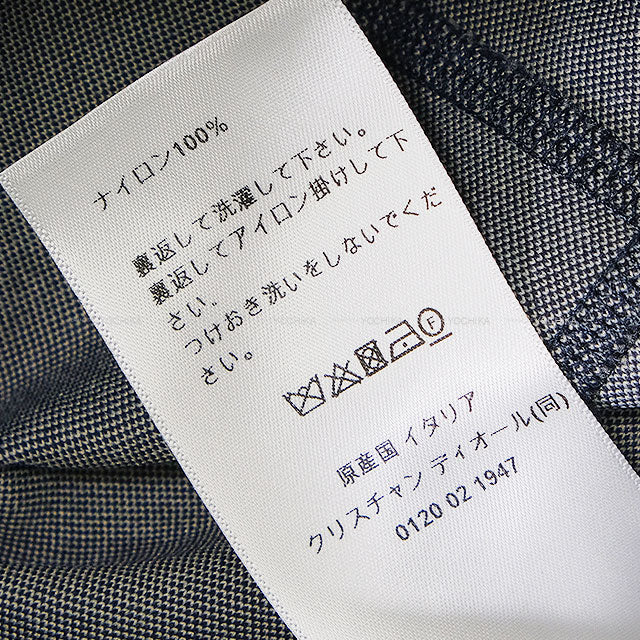 ナイロン100%
裏返して洗濯して下さい。
裏返してアイロン掛けして下
さい.
つけおき洗いをしないでくだ
さい。
F
原産国 イタリア
クリスチャン ディオール(同)
0120 02 1947
YOCHIKA YOCHIKA YOCHIKA